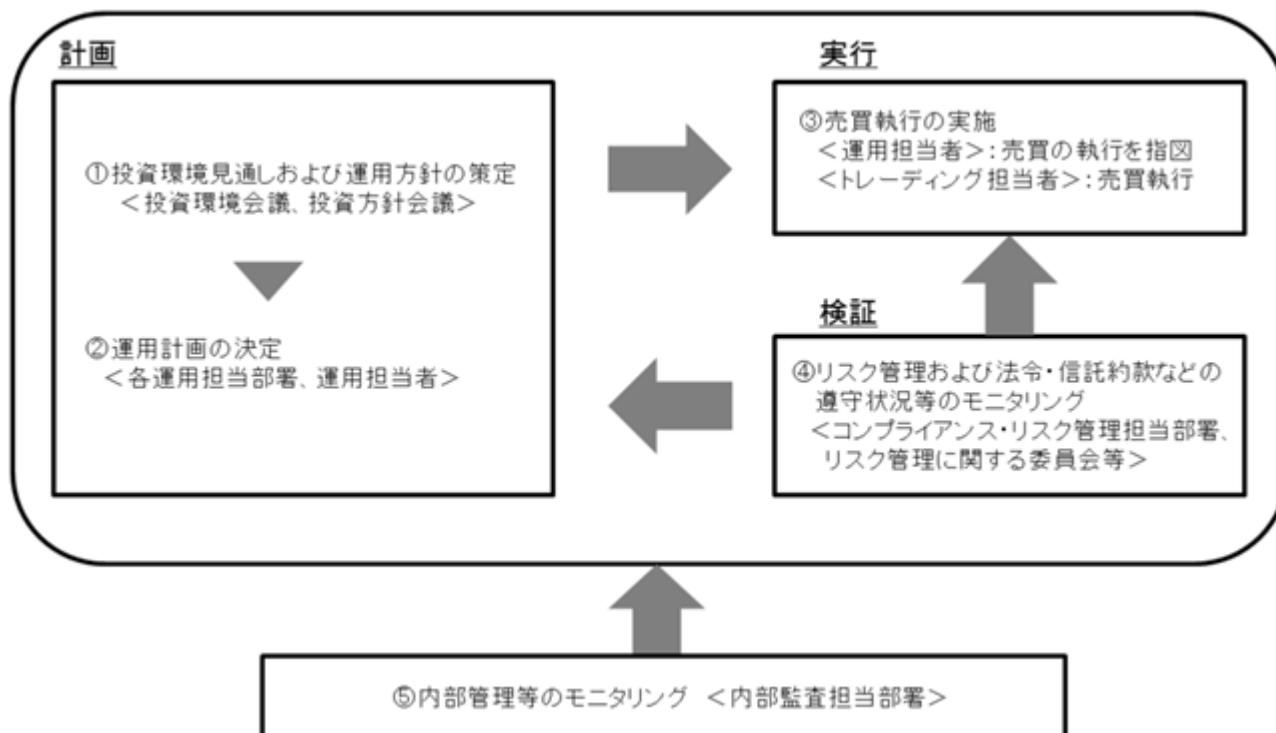 計画
①投資環境見通しおよび運用方針の策定
＜投資環境会議、投資方針会議＞
②運用計画の決定
＜各運用担当部署、運用担当者＞
実行
③売買執行の実施
＜運用担当者＞：売買の執行を指図
＜トレーディング担当者＞：売買執行
検証
④リスク管理および法令・信託約款などの
遵守状況等のモニタリング
＜コンプライアンス・リスク管理担当部署、
リスク管理に関する委員会等＞
⑤内部管理等のモニタリング ＜内部監査担当部署＞